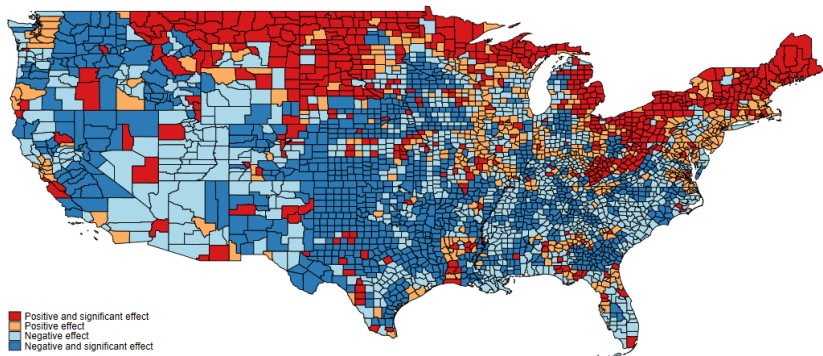 Positive and significant effect
Positive effect
Negative effect
Negative and significant effect